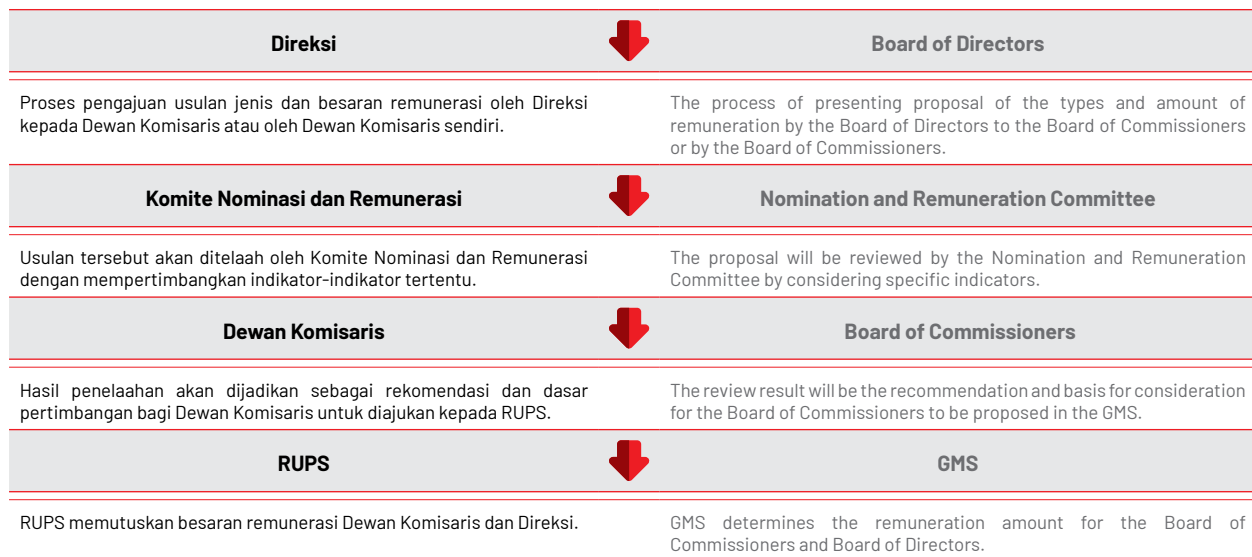 Direksi
Board of Directors
Proses pengajuan usulan jenis dan besaran remunerasi oleh Direksi
kepada Dewan Komisaris atau oleh Dewan Komisaris sendiri.
The process of presenting proposal of the types and amount of
remuneration by the Board of Directors to the Board of Commissioners
or by the Board of Commissioners.
Komite Nominasi dan Remunerasi
Nomination and Remuneration Committee
Usulan tersebut akan ditelaah oleh Komite Nominasi dan Remunerasi
dengan mempertimbangkan indikator-indikator tertentu.
The proposal will be reviewed by the Nomination and Remuneration
Committee by considering specific indicators.
Dewan Komisaris
Board of Commissioners
Hasil penelaahan akan dijadikan sebagai rekomendasi dan dasar
pertimbangan bagi Dewan Komisaris untuk diajukan kepada RUPS.
The review result will be the recommendation and basis for consideration
for the Board of Commissioners to be proposed in the GMS.
RUPS
GMS
RUPS memutuskan besaran remunerasi Dewan Komisaris dan Direksi.
GMS determines the remuneration amount for the Board of
Commissioners and Board of Directors.